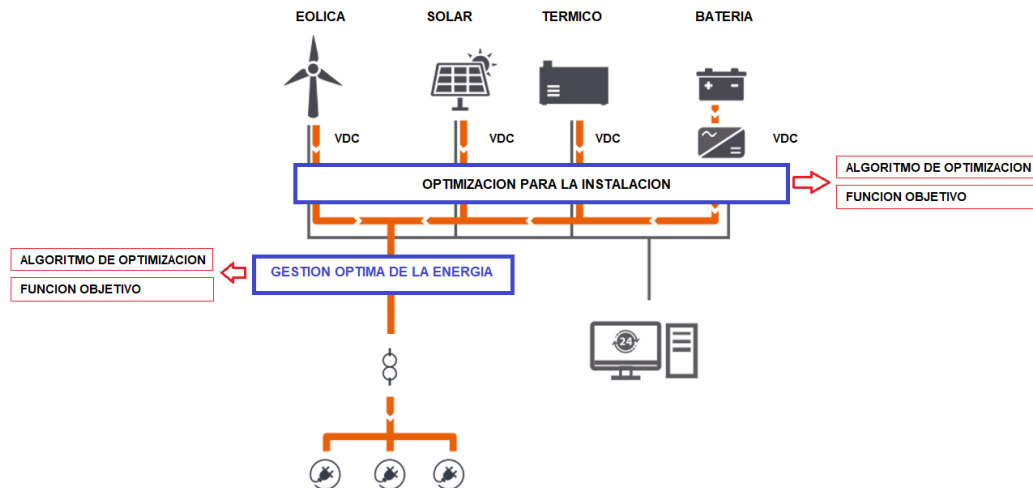 EOLICA
SOLAR
TERMICO
BATERIA
VDC
VDC
VDC
VDC
OPTIMIZACION PARA LA INSTALACION
ALGORITMO DE OPTIMIZACION
FUNCION OBJETIVO
ALGORITMO DE OPTIMIZACION
FUNCION OBJETIVO
GESTION OPTIMA DE LA ENERGIA
24